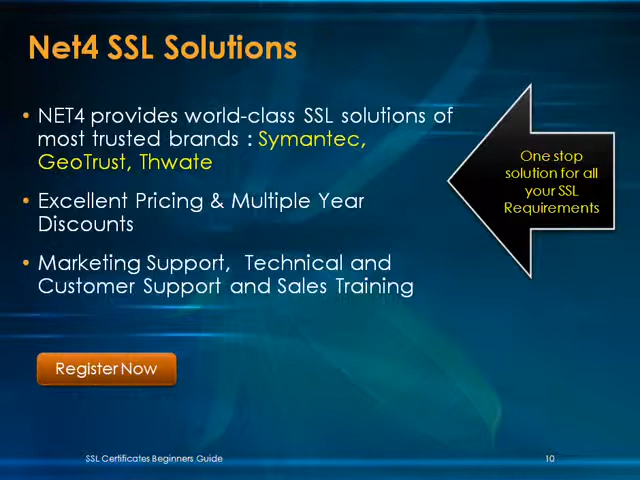 Net4 SSL Solutions
• NET4 provides world-class SSL solutions of
most trusted brands : Symantec,
GeoTrust, Thwate
• Excellent Pricing & Multiple Year
Discounts
• Marketing Support,  Technical and
Customer Support and Sales Training
One stop
solution for all
your SSL
Requirements
Register Now
SSL Certificates Beginners Guide
10